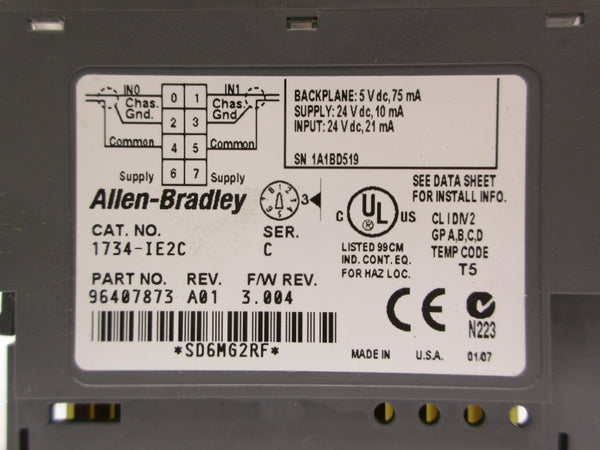 IN0 0 1 IN1
Chas. Gnd. 2 3 Chas. Gnd.
Common 4 5 Common
Supply 6 7 Supply
BACKPLANE: 5 V dc, 75 mA
SUPPLY: 24 V dc, 10 mA
INPUT: 24 V dc, 21 mA
SN 1A1BD519
Allen-Bradley
3
SEE DATA SHEET
FOR INSTALL INFO.
C UL US
®
LISTED 99CM
IND. CONT. EQ.
FOR HAZ LOC.
CL I DIV 2
GP A,B,C,D
TEMP CODE
T5
CAT. NO. SER.
1734-IE2C C
PART NO. REV. F/W REV.
96407873 A01 3.004
*SD6MG2RF*
CE
N223
MADE IN U.S.A. 01 07